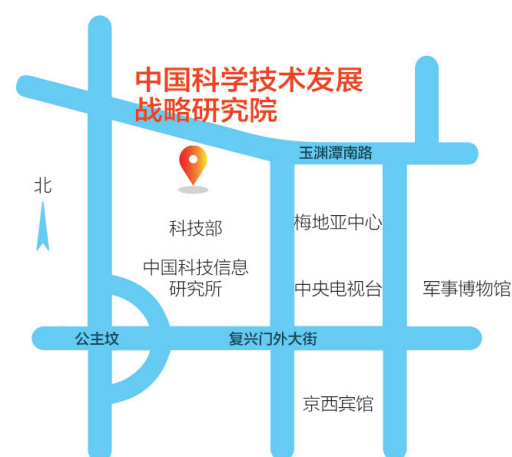 中国科学技术发展
战略研究院
玉渊潭南路
北
科技部
梅地亚中心
中国科技信息
研究所
中央电视台
军事博物馆
公主坟
复兴门外大街
京西宾馆